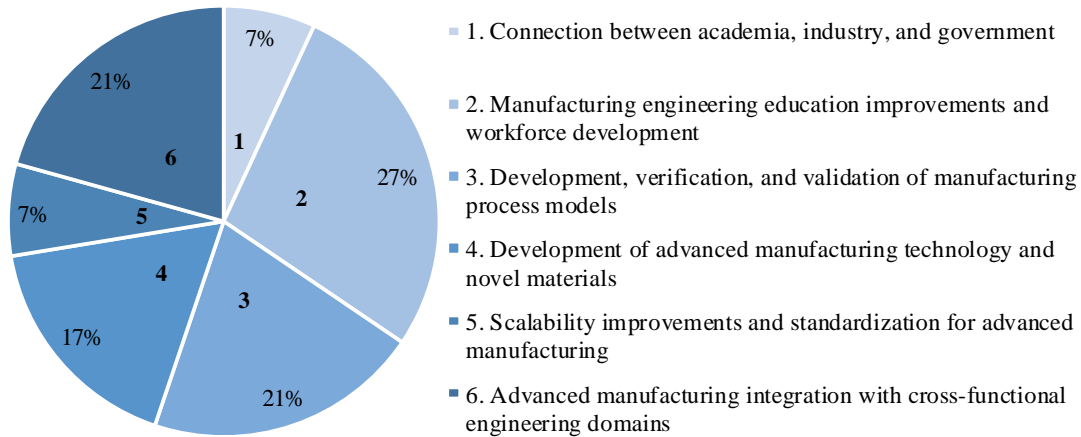 7%
1
27%
2
21%
3
17%
4
7%
5
21%
6
1. Connection between academia, industry, and government
2. Manufacturing engineering education improvements and
workforce development
3. Development, verification, and validation of manufacturing
process models
4. Development of advanced manufacturing technology and
novel materials
5. Scalability improvements and standardization for advanced
manufacturing
6. Advanced manufacturing integration with cross-functional
engineering domains